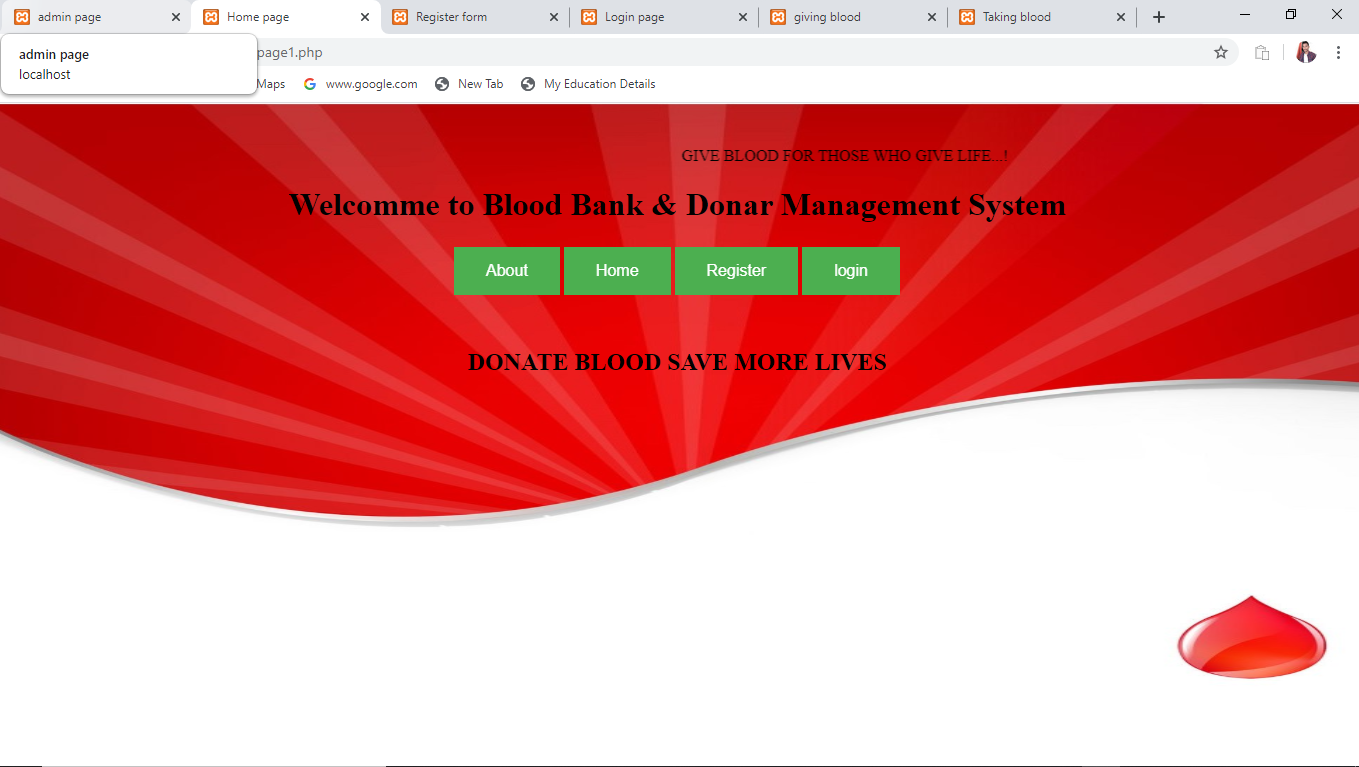 admin page
Home page
Register form
Login page
giving blood
Taking blood
admin page
localhost
page1.php
Maps
www.google.com
New Tab
My Education Details
GIVE BLOOD FOR THOSE WHO GIVE LIFE...!
Welcomme to Blood Bank & Donar Management System
About
Home
Register
login
DONATE BLOOD SAVE MORE LIVES